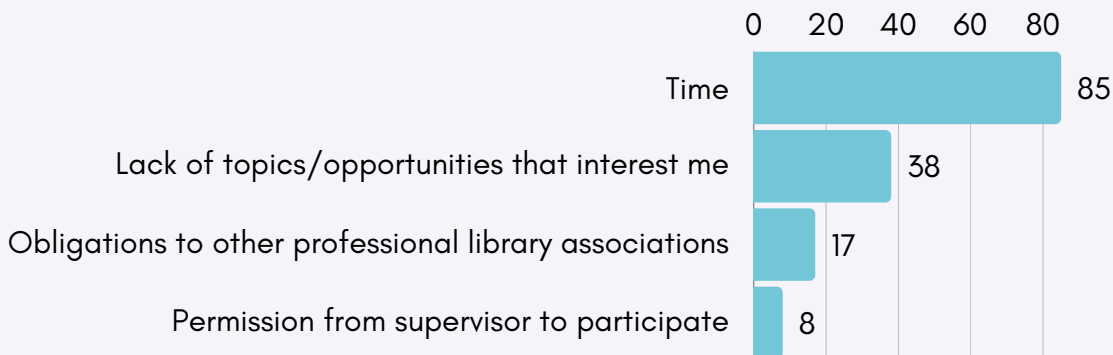 0 20 40 60 80
Time 85
Lack of topics/opportunities that interest me 38
Obligations to other professional library associations 17
Permission from supervisor to participate 8